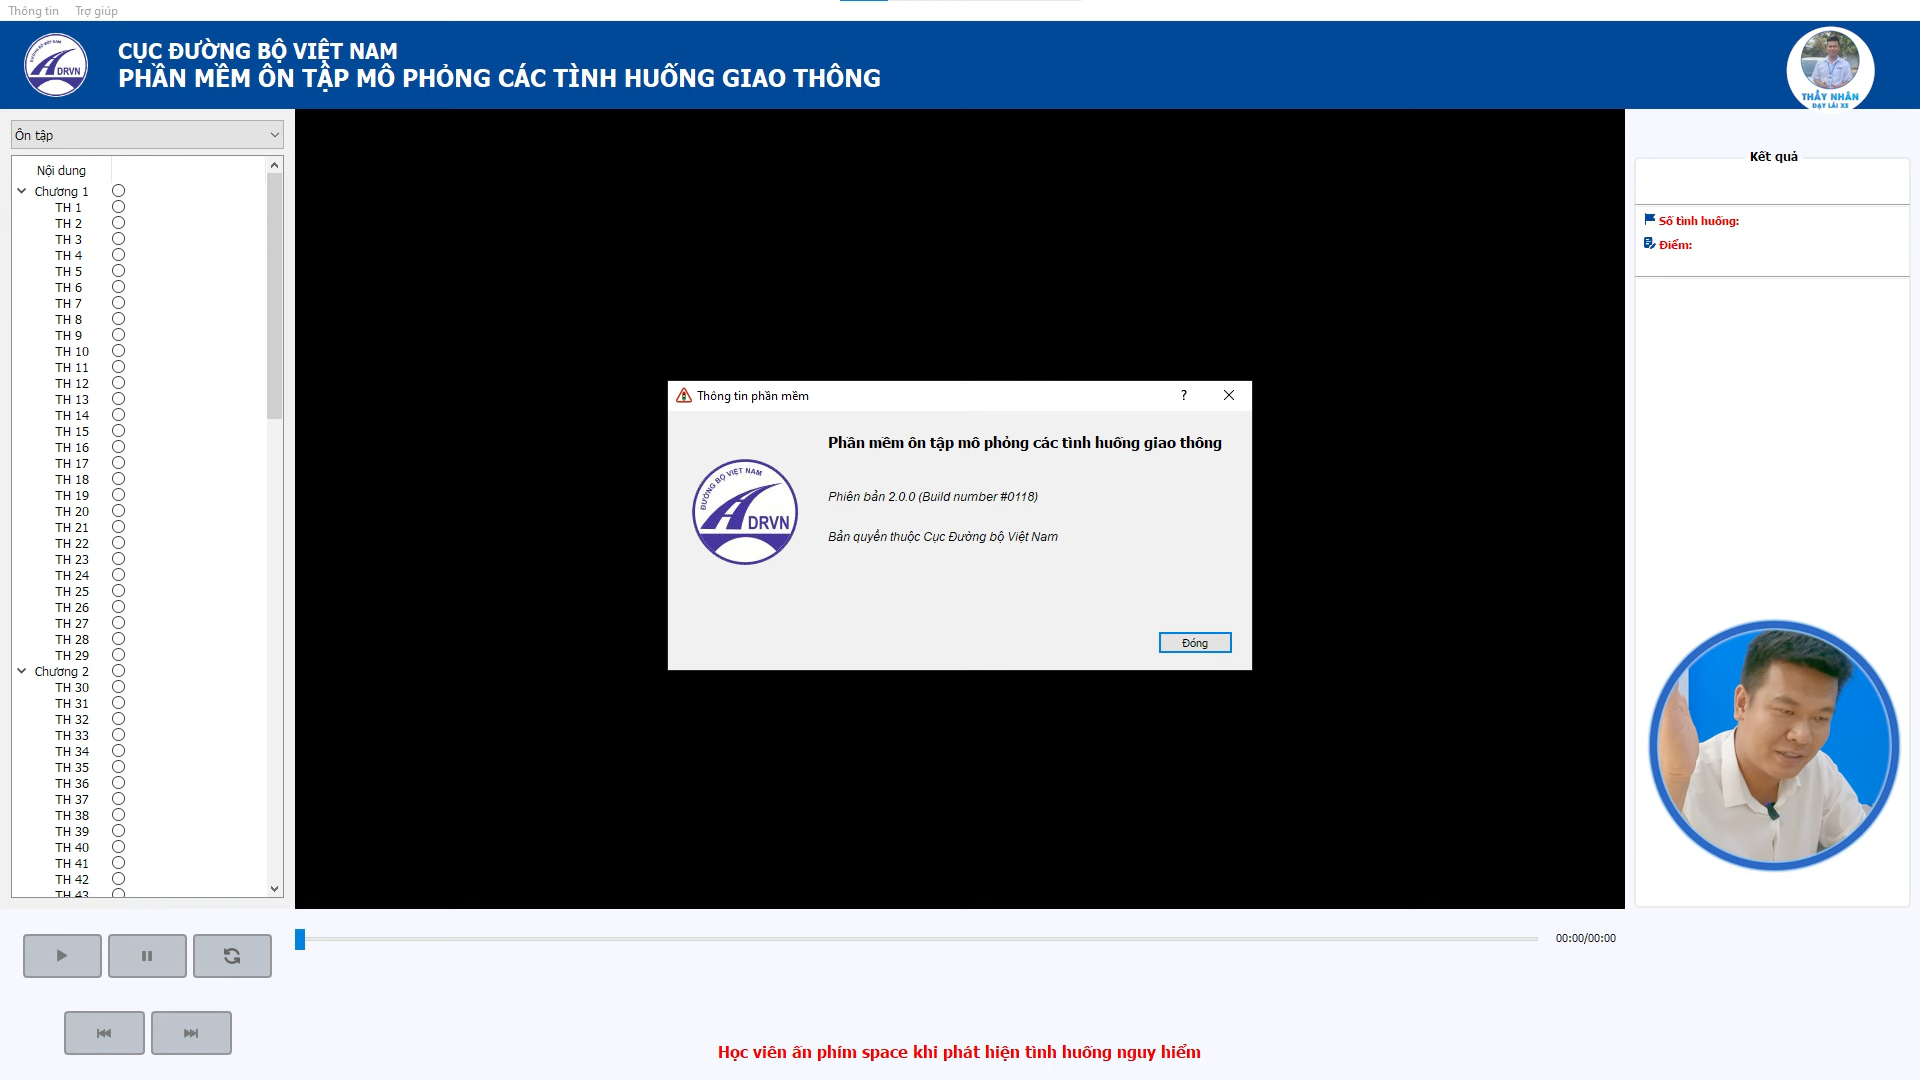 Thông tin Trợ giúp
ĐƯỜNG BỘ VIỆT NAM
DRVN
CỤC ĐƯỜNG BỘ VIỆT NAM
PHẦN MỀM ÔN TẬP MÔ PHỎNG CÁC TÌNH HUỐNG GIAO THÔNG
THẦY NHÂN
DẠY LÁI XE
Ôn tập
Nội dung
Chương 1
TH 1
TH 2
TH 3
TH 4
TH 5
TH 6
TH 7
TH 8
TH 9
TH 10
TH 11
TH 12
TH 13
TH 14
TH 15
TH 16
TH 17
TH 18
TH 19
TH 20
TH 21
TH 22
TH 23
TH 24
TH 25
TH 26
TH 27
TH 28
TH 29
Chương 2
TH 30
TH 31
TH 32
TH 33
TH 34
TH 35
TH 36
TH 37
TH 38
TH 39
TH 40
TH 41
TH 42
TH 43
Thông tin phần mềm
?
Phần mềm ôn tập mô phỏng các tình huống giao thông
ĐƯỜNG BỘ VIỆT NAM
DRVN
Phiên bản 2.0.0 (Build number #0118)
Bản quyền thuộc Cục Đường bộ Việt Nam
Đóng
Kết quả
Số tình huống:
Điểm:
00:00/00:00
Học viên ấn phím space khi phát hiện tình huống nguy hiểm